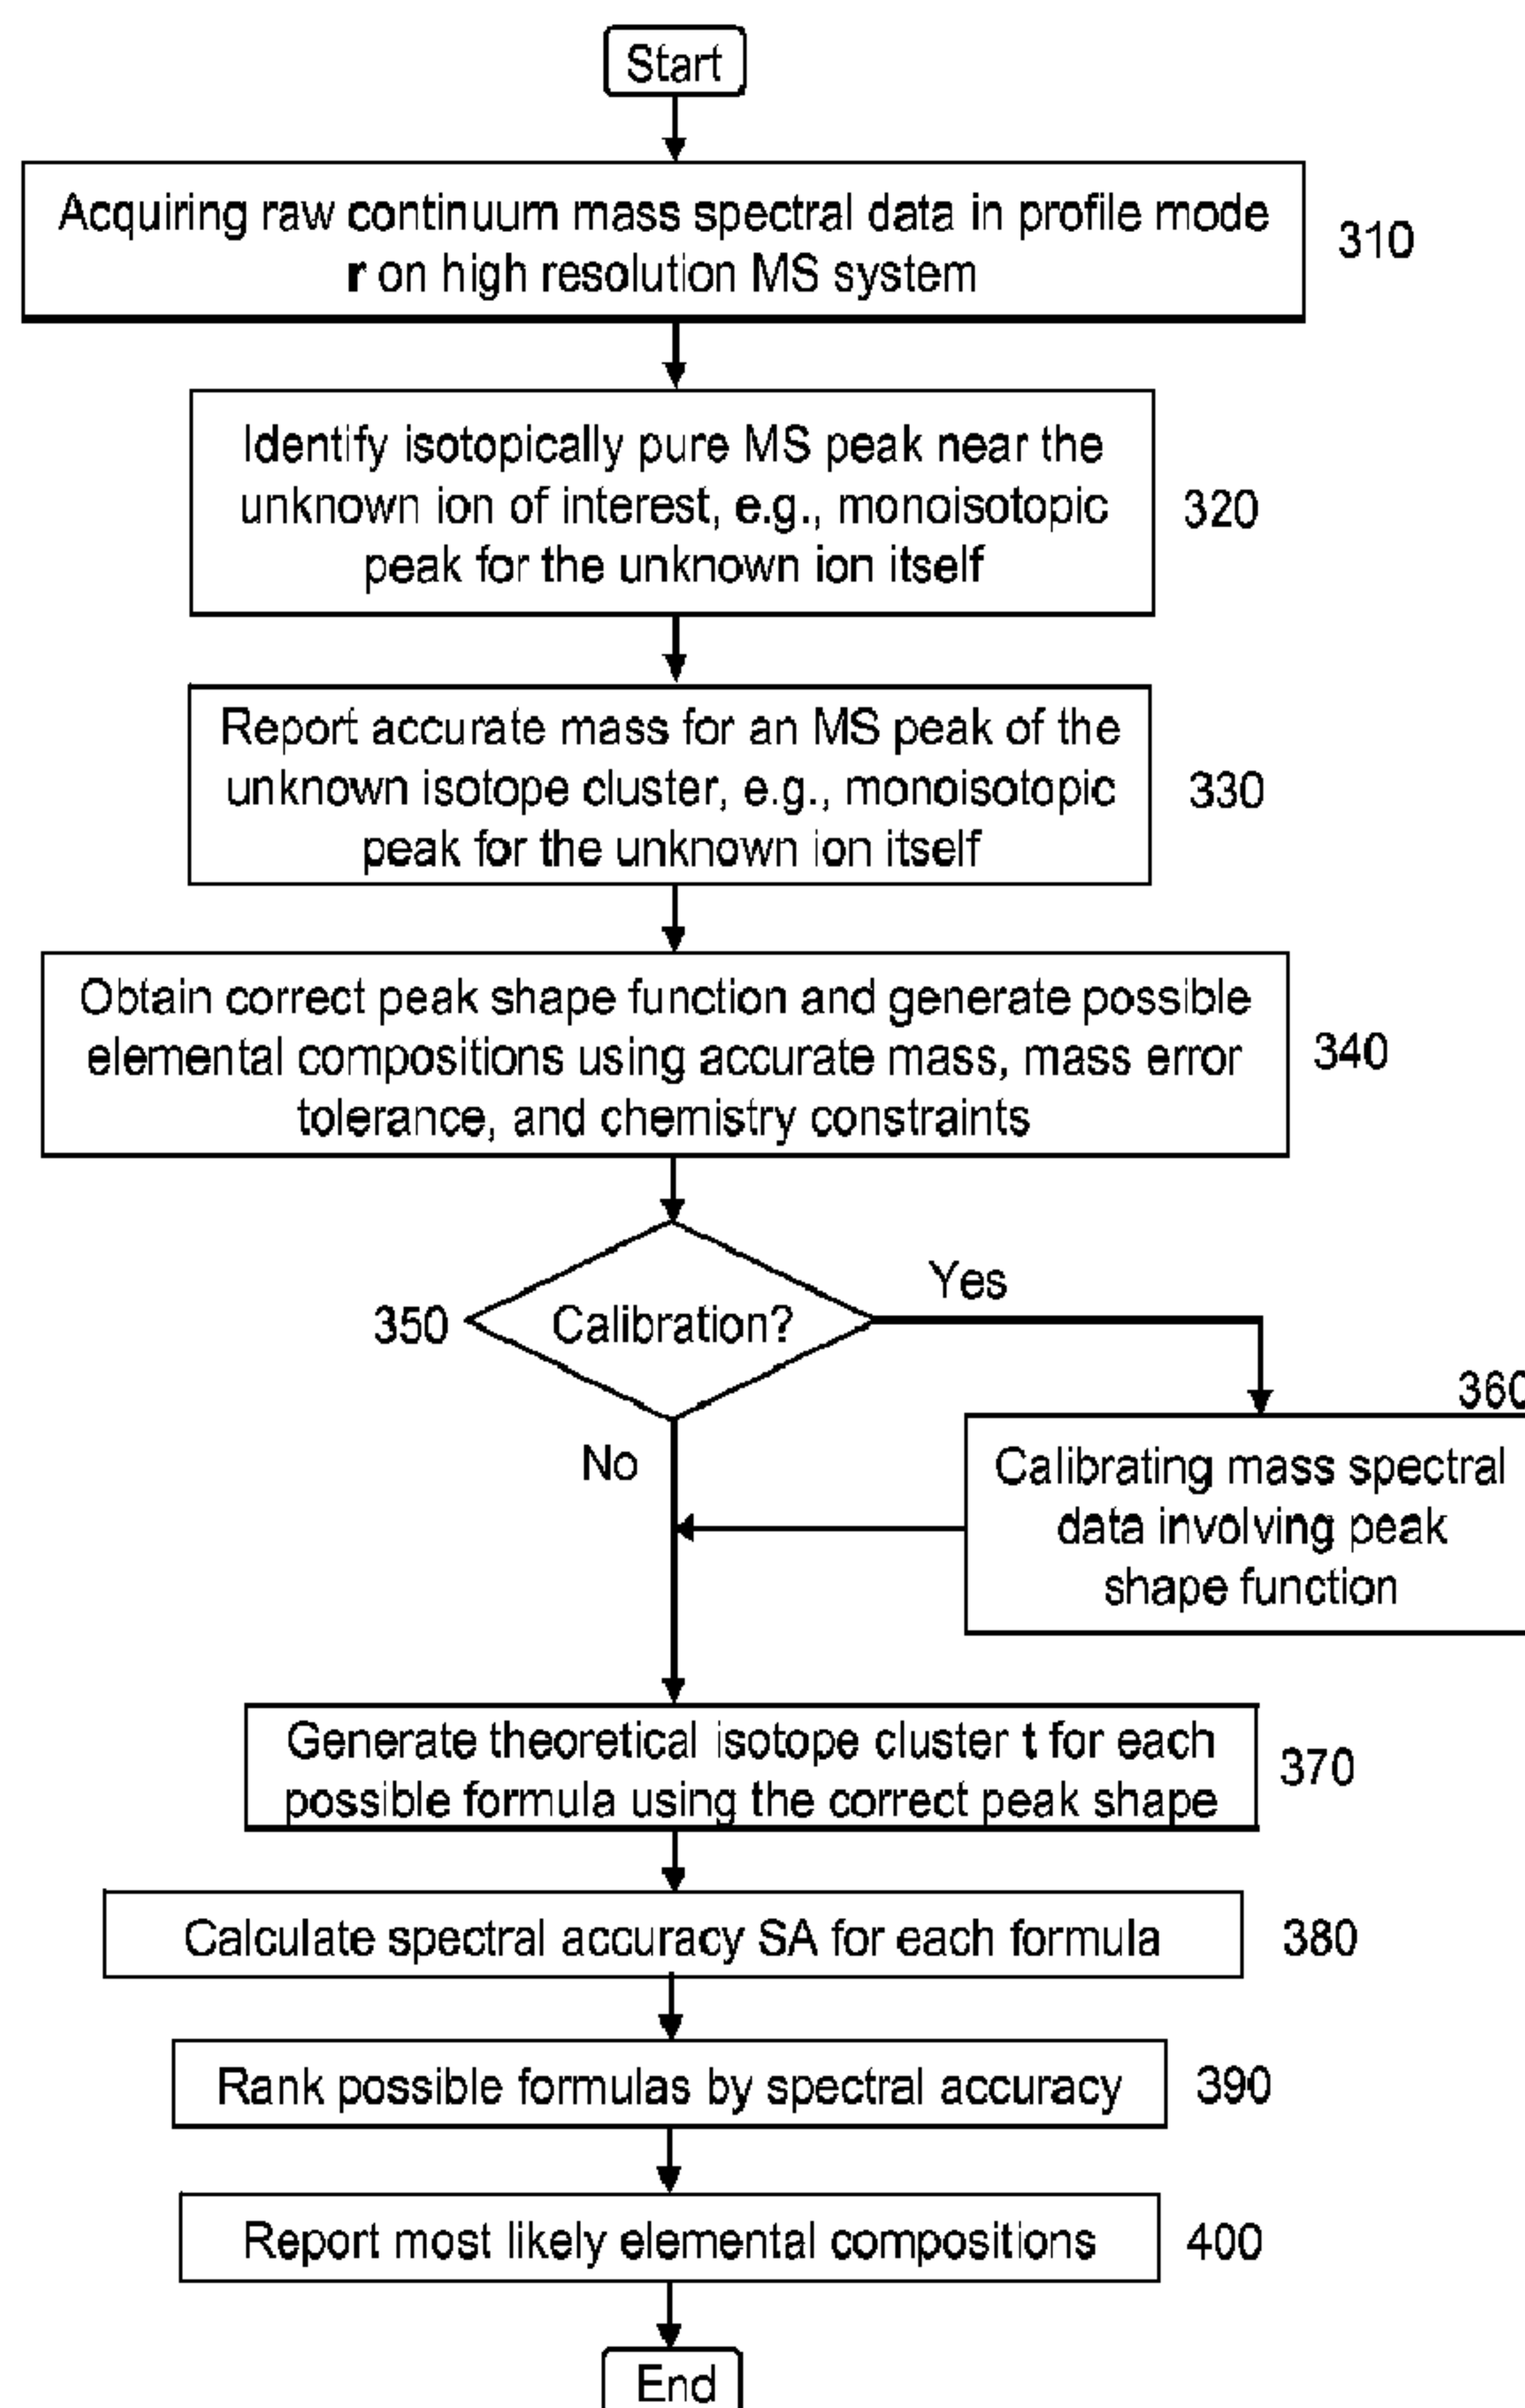 Start
Acquiring raw continuum mass spectral data in profile mode
r on high resolution MS system
310
Identify isotopically pure MS peak near the
unknown ion of interest, e.g., monoisotopic
peak for the unknown ion itself
320
Report accurate mass for an MS peak of the
unknown isotope cluster, e.g., monoisotopic
peak for the unknown ion itself
330
Obtain correct peak shape function and generate possible
elemental compositions using accurate mass, mass error
tolerance, and chemistry constraints
340
350
Calibration?
Yes
No
360
Calibrating mass spectral
data involving peak
shape function
Generate theoretical isotope cluster t for each
possible formula using the correct peak shape
370
Calculate spectral accuracy SA for each formula
380
Rank possible formulas by spectral accuracy
390
Report most likely elemental compositions
400
End